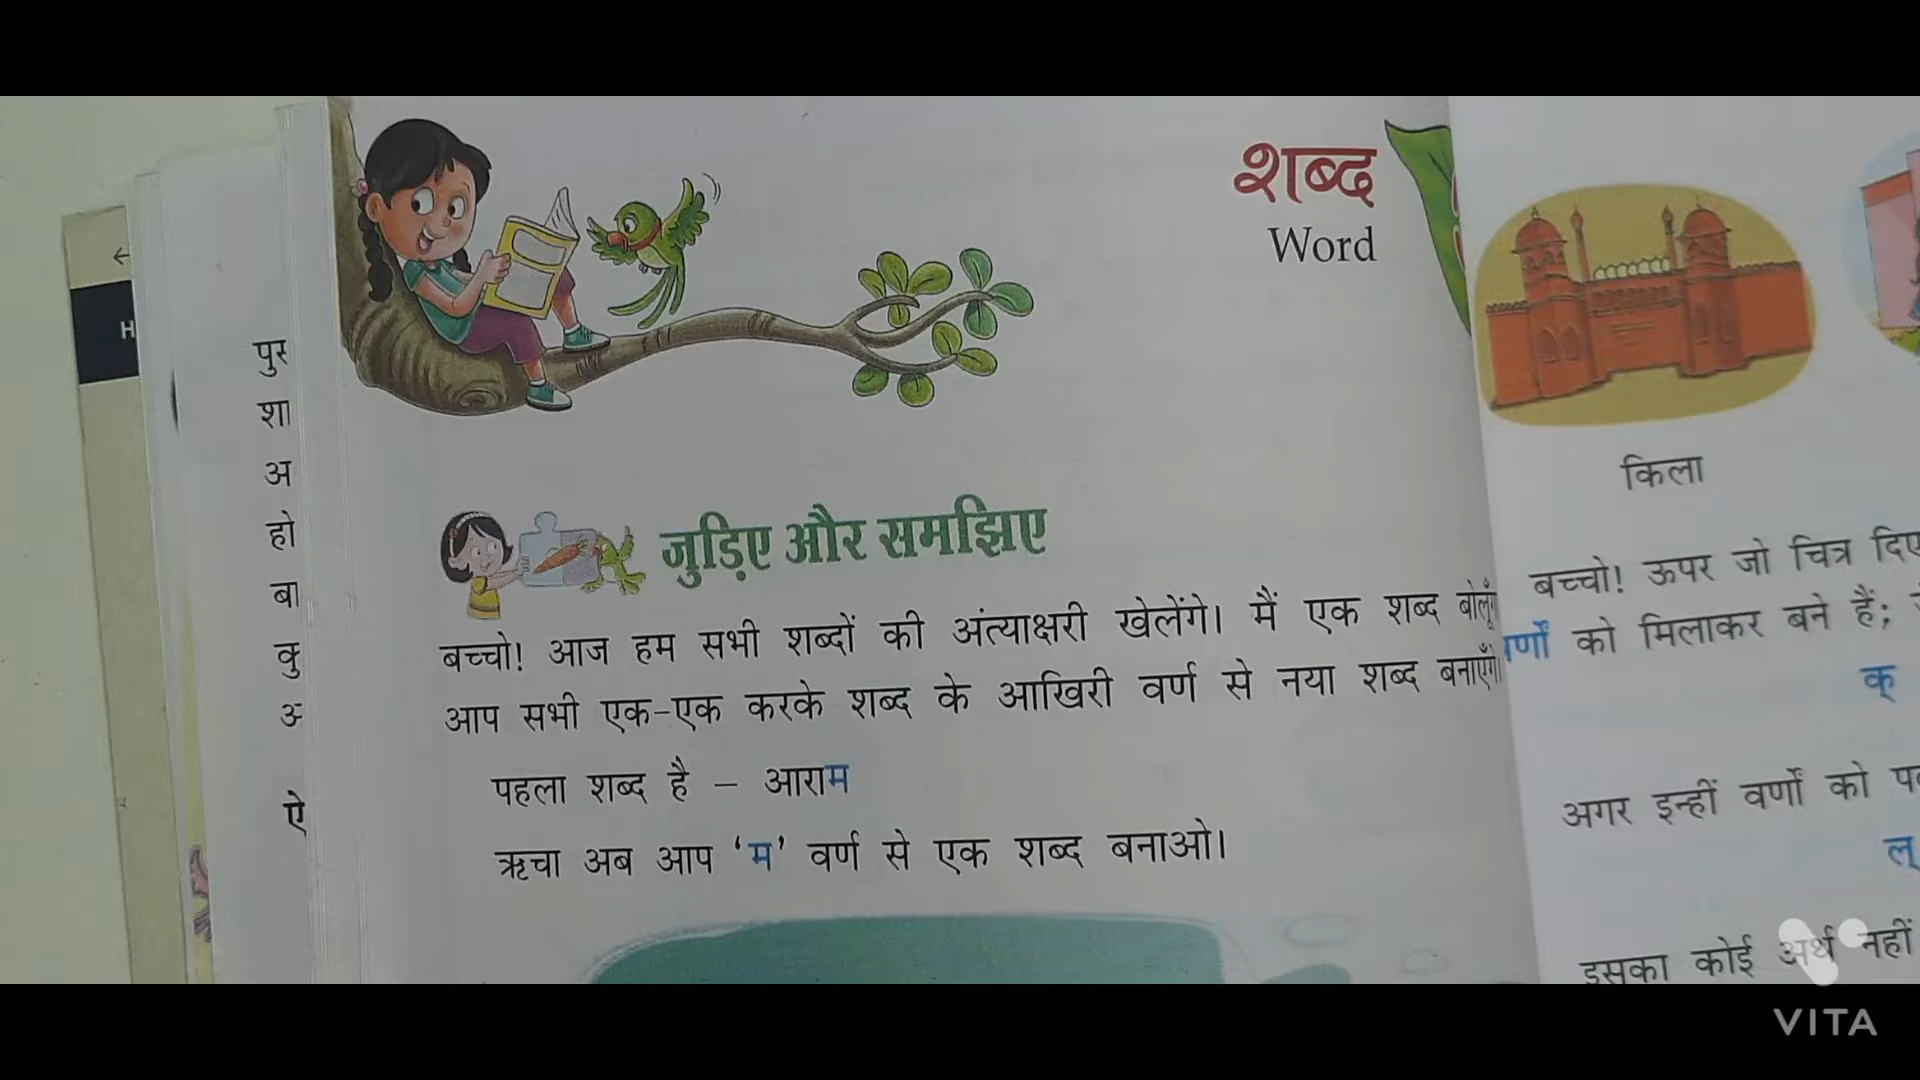 शब्द
Word
जुड़िए और समझिए
बच्चो! आज हम सभी शब्दों की अंत्याक्षरी खेलेंगे। मैं एक शब्द
आप सभी एक-एक करके शब्द के आखिरी वर्ण से नया शब्द बनाएँगे।
पहला शब्द है – आराम
ऋचा अब आप ‘म’ वर्ण से एक शब्द बनाओ।
किला
बच्चो! ऊपर जो चित्र दिए
को मिलाकर बने हैं;
क्
अगर इन्हीं वर्णों को
ल्
इसका कोई अर्थ नहीं
पुर
शा
अ
हो
बा
कु
ऐ
H
VITA